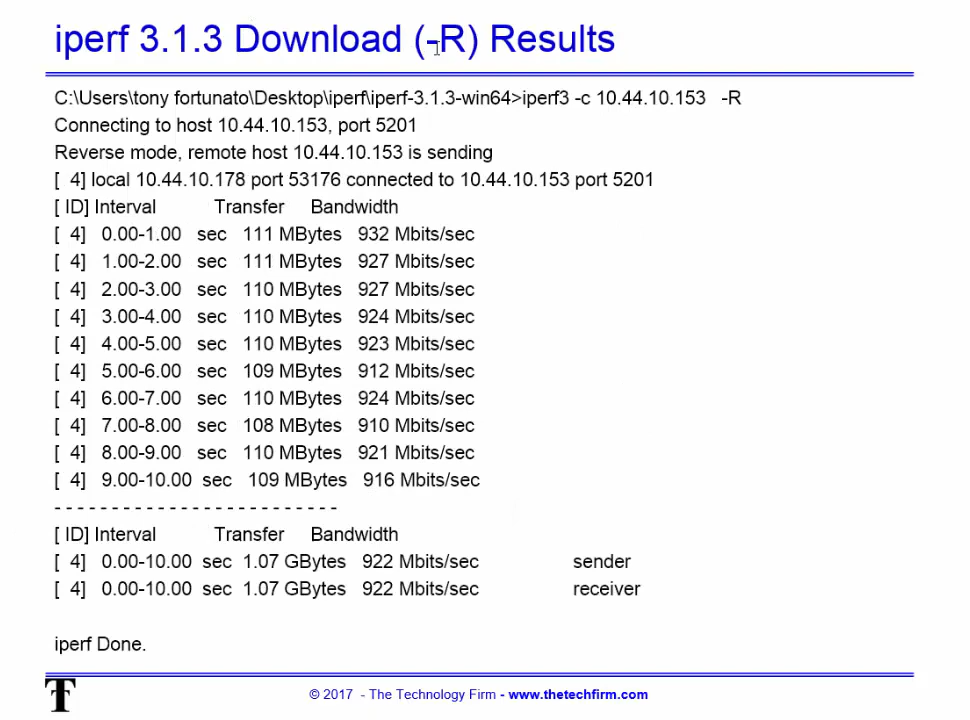 iperf 3.1.3 Download (-R) Results
C:\Users\tony fortunato\Desktop\iperf\iperf-3.1.3-win64>iperf3 -c 10.44.10.153 -R
Connecting to host 10.44.10.153, port 5201
Reverse mode, remote host 10.44.10.153 is sending
[ 4] local 10.44.10.178 port 53176 connected to 10.44.10.153 port 5201
[ ID] Interval Transfer Bandwidth
[ 4] 0.00-1.00 sec 111 MBytes 932 Mbits/sec
[ 4] 1.00-2.00 sec 111 MBytes 927 Mbits/sec
[ 4] 2.00-3.00 sec 110 MBytes 927 Mbits/sec
[ 4] 3.00-4.00 sec 110 MBytes 924 Mbits/sec
[ 4] 4.00-5.00 sec 110 MBytes 923 Mbits/sec
[ 4] 5.00-6.00 sec 109 MBytes 912 Mbits/sec
[ 4] 6.00-7.00 sec 110 MBytes 924 Mbits/sec
[ 4] 7.00-8.00 sec 108 MBytes 910 Mbits/sec
[ 4] 8.00-9.00 sec 110 MBytes 921 Mbits/sec
[ 4] 9.00-10.00 sec 109 MBytes 916 Mbits/sec
- - - - - - - - - - - - - - - - - - - - - - - - -
[ ID] Interval Transfer Bandwidth
[ 4] 0.00-10.00 sec 1.07 GBytes 922 Mbits/sec sender
[ 4] 0.00-10.00 sec 1.07 GBytes 922 Mbits/sec receiver
iperf Done.
T
© 2017 - The Technology Firm - www.thetechfirm.com